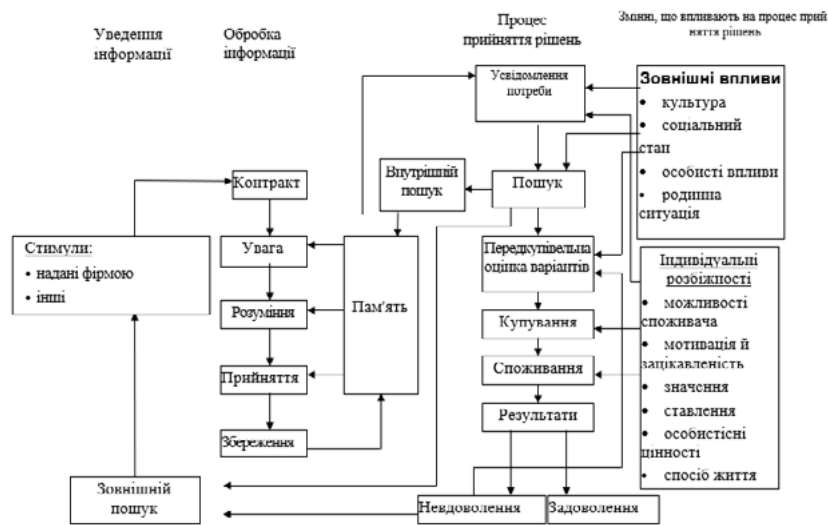 Уведення
інформації
Обробка
інформації
Процес
прийняття рішень
Змінні, що впливають на процес прий
няття рішень
Усвідомлення
потреби
Зовнішні впливи
• культура
• соціальний
стан
• особисті впливи
• родинна
ситуація
Контракт
Внутрішній
пошук
Пошук
Стимули:
• надані фірмою
• інші
Увага
Пам'ять
Передкупівельна
оцінка варіантів
Індивідуальні
розбіжності
• можливості
споживача
• мотивація й
зацікавленість
• значення
• ставлення
• особистісні
цінності
• спосіб життя
Розуміння
Купування
Прийняття
Споживання
Збереження
Результати
Зовнішній
пошук
Невдоволення
Задоволення